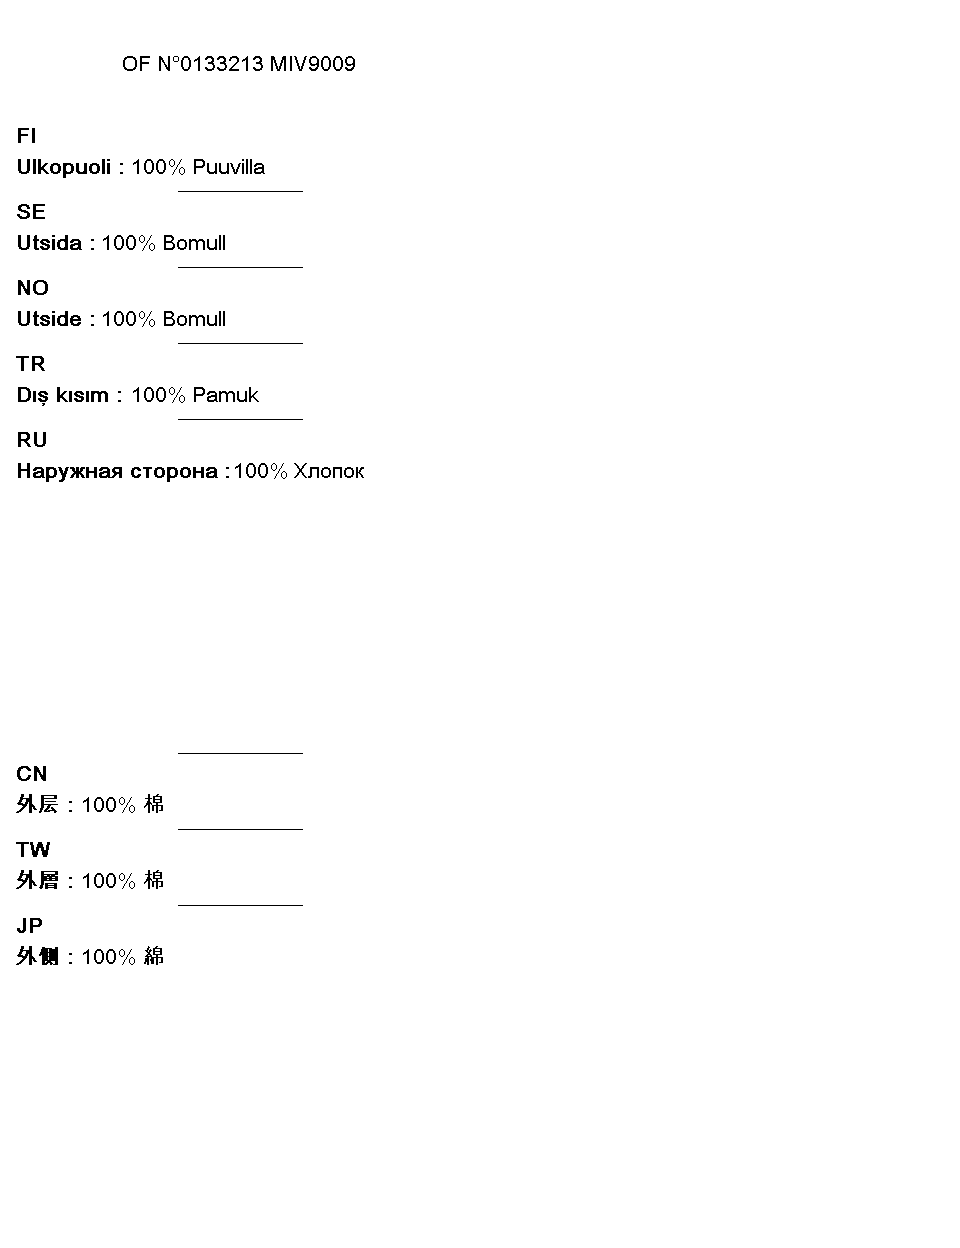 OF N°0133213 MIV9009
FI
Ulkopuoli : 100% Puuvilla
SE
Utsida : 100% Bomull
NO
Utside : 100% Bomull
TR
Dış kısım : 100% Pamuk
RU
Наружная сторона : 100% Хлопок
CN
外层 : 100% 棉
TW
外層 : 100% 棉
JP
外側 : 100% 綿